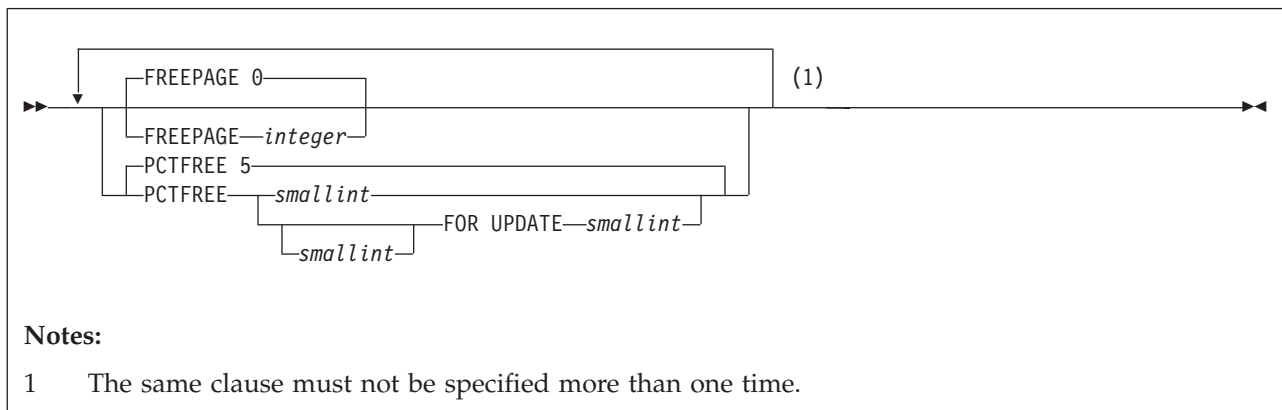 FREEPAGE 0
(1)
FREEPAGE integer
PCTFREE 5
PCTFREE smallint
FOR UPDATE smallint
smallint
Notes:
1 The same clause must not be specified more than one time.